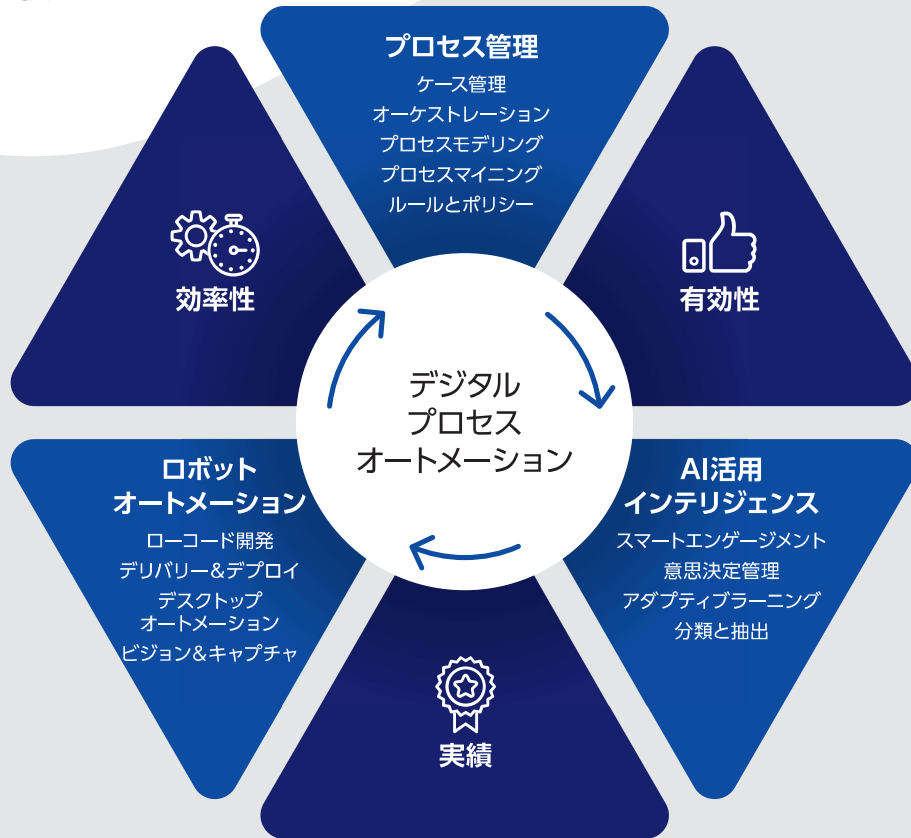 プロセス管理
ケース管理
オーケストレーション
プロセスモデリング
プロセスマイニング
ルールとポリシー
効率性
有効性
デジタル
プロセス
オートメーション
ロボット
オートメーション
ローコード開発
デリバリー&デプロイ
デスクトップ
オートメーション
ビジョン&キャプチャ
AI活用
インテリジェンス
スマートエンゲージメント
意思決定管理
アダプティブラーニング
分類と抽出
実績